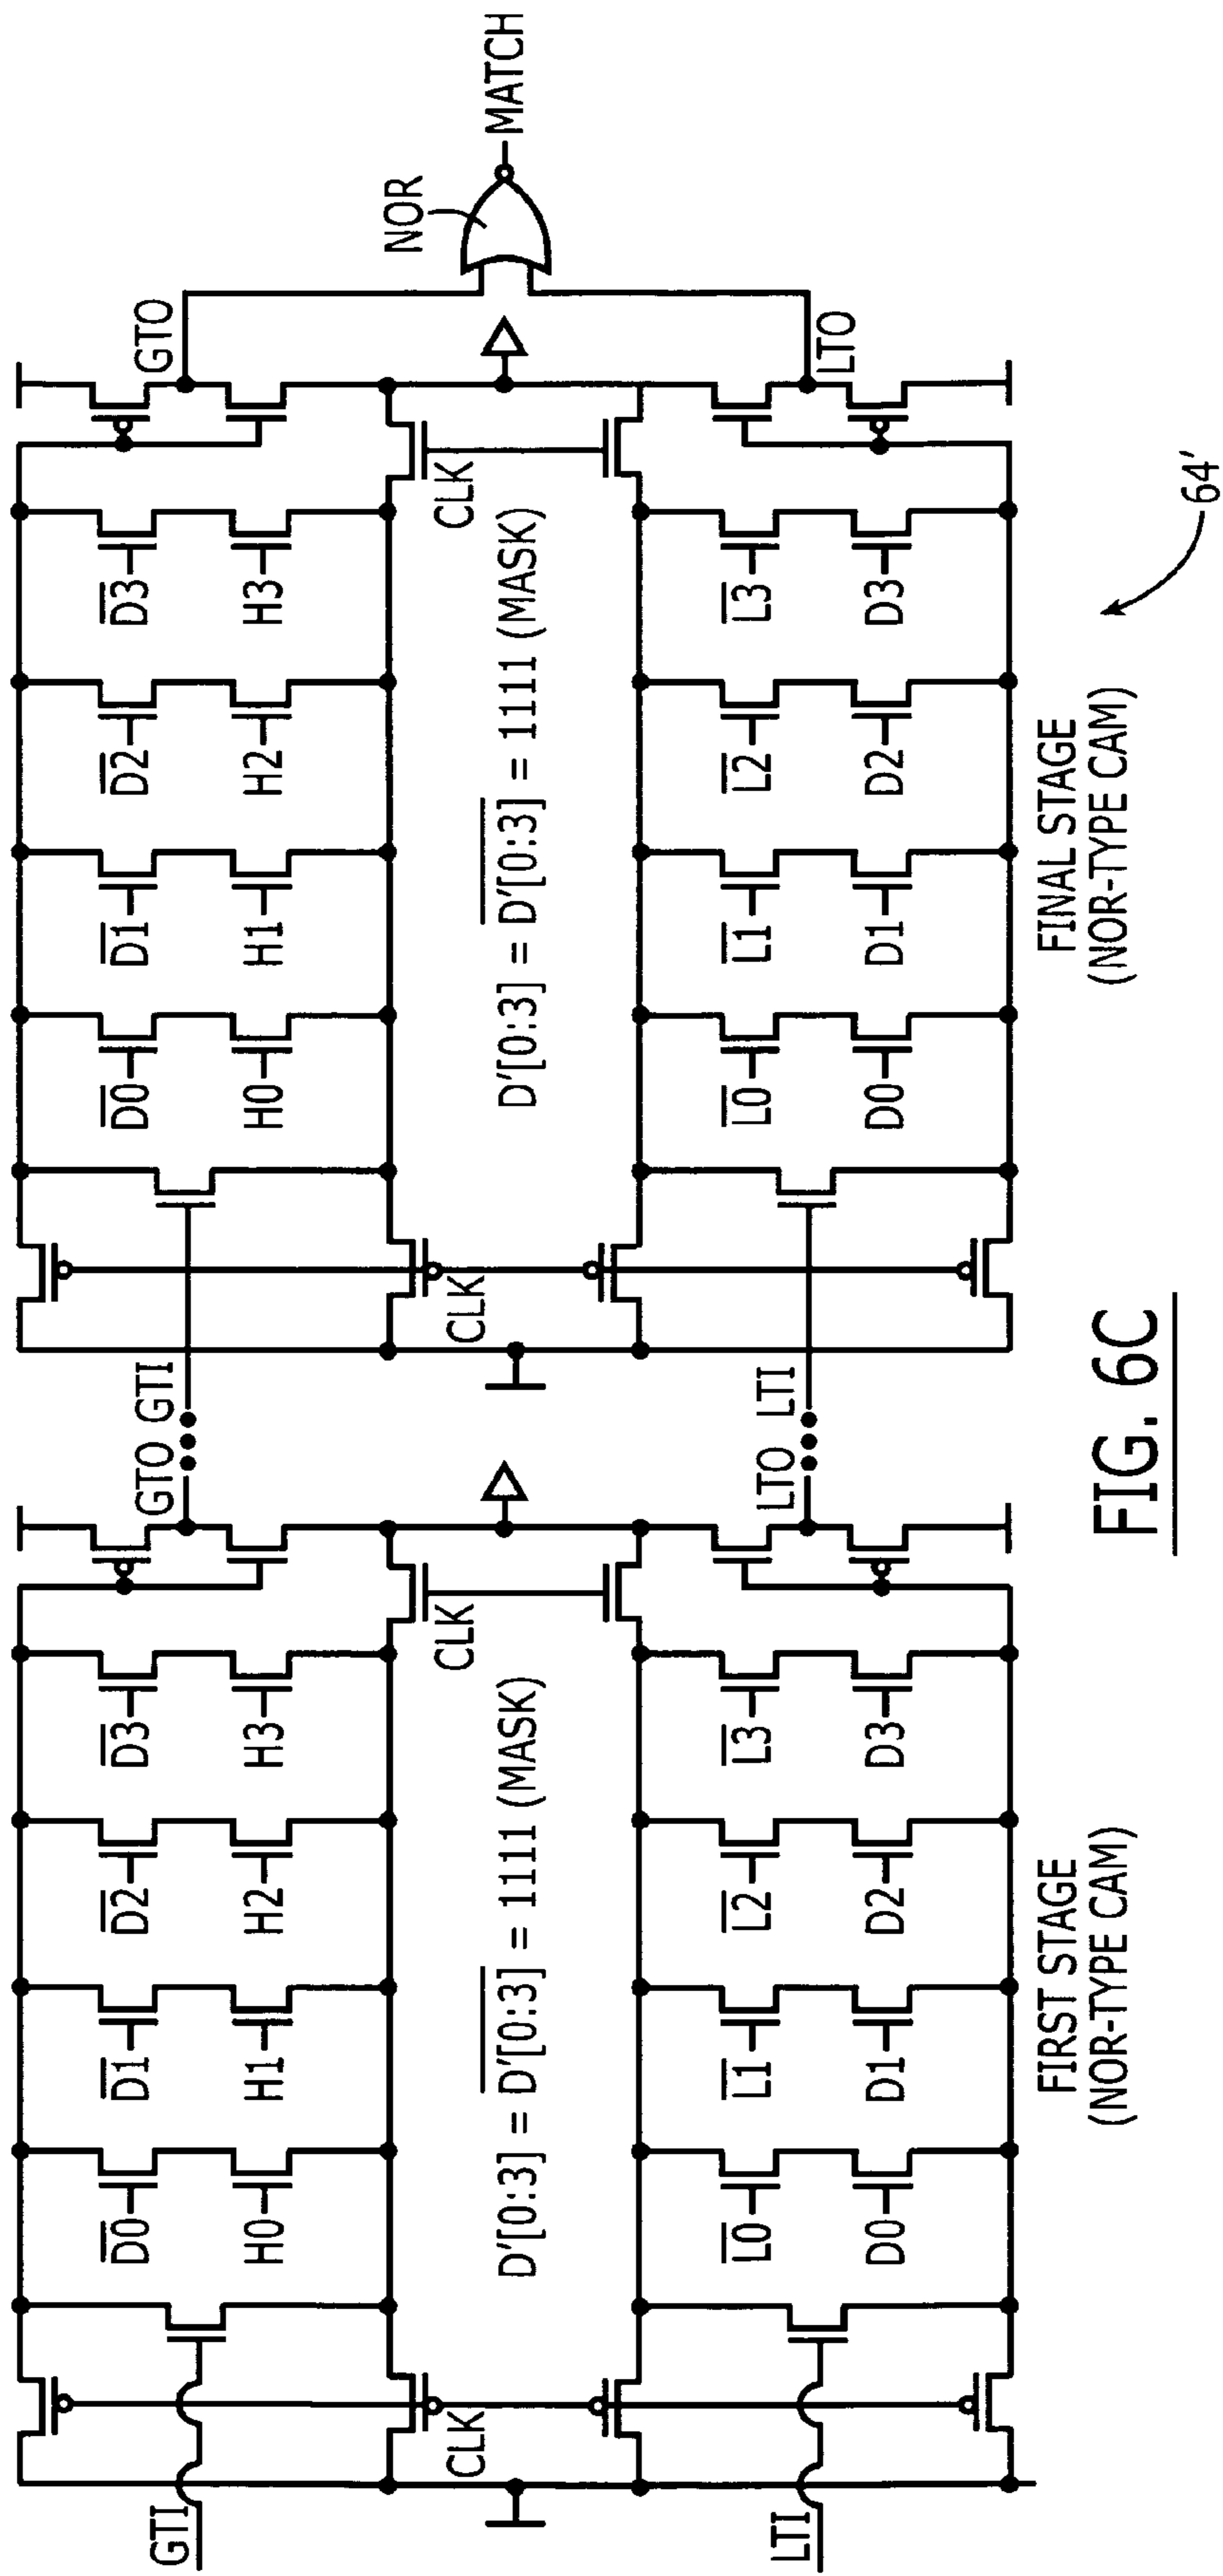 GTI
D̅0̅ D̅1̅ D̅2̅ D̅3̅
H0 H1 H2 H3
GTO GTI
D̅0̅ D̅1̅ D̅2̅ D̅3̅
H0 H1 H2 H3
GTO
NOR
MATCH
CLK
CLK
D'[0:3] = D̅'̅[̅0̅:̅3̅]̅ = 1111 (MASK)
CLK
CLK
D'[0:3] = D̅'̅[̅0̅:̅3̅]̅ = 1111 (MASK)
LTI
L̅0̅ L̅1̅ L̅2̅ L̅3̅
D0 D1 D2 D3
LTO LTI
L̅0̅ L̅1̅ L̅2̅ L̅3̅
D0 D1 D2 D3
LTO
FIRST STAGE
(NOR-TYPE CAM)
FINAL STAGE
(NOR-TYPE CAM)
64'
FIG. 6C